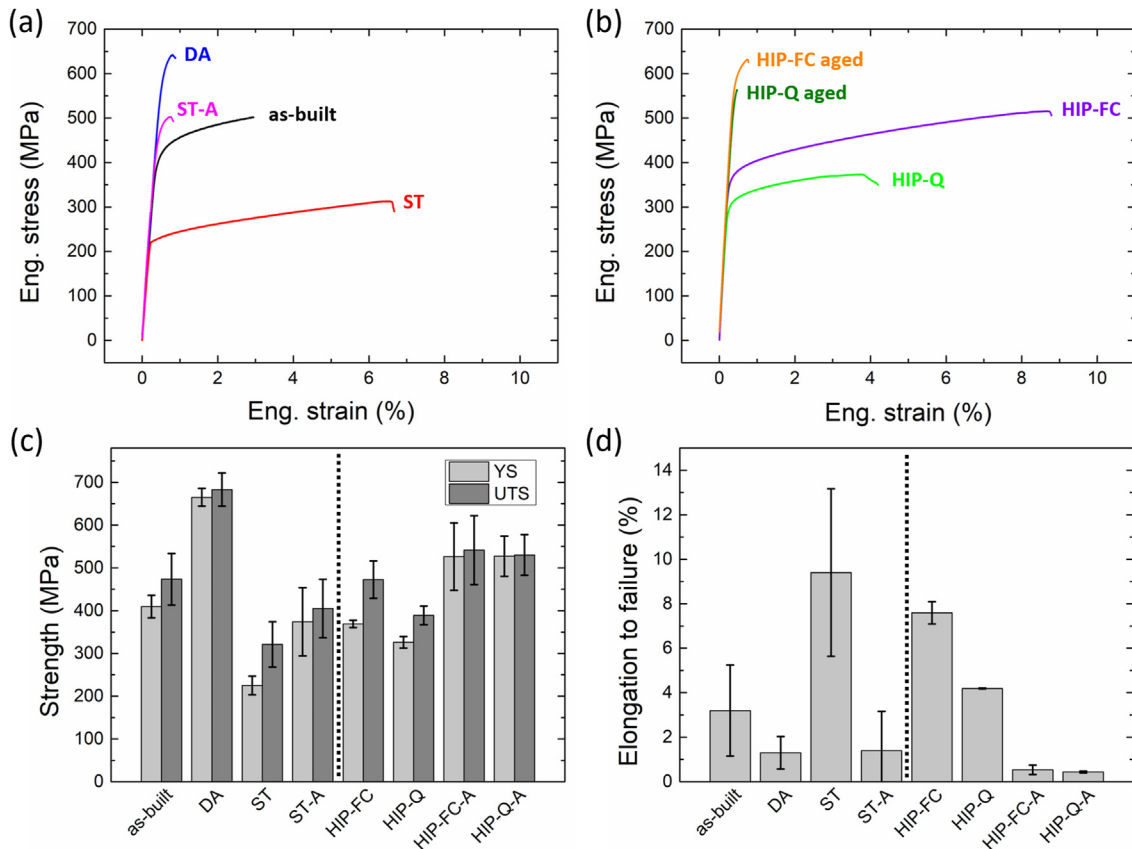 (a)
700
600
500
400
300
200
100
0
Eng. stress (MPa)
DA
ST-A
as-built
ST
0
2
4
6
8
10
Eng. strain (%)
(b)
700
600
500
400
300
200
100
0
Eng. stress (MPa)
HIP-FC aged
HIP-Q aged
HIP-FC
HIP-Q
0
2
4
6
8
10
Eng. strain (%)
(c)
700
600
500
400
300
200
100
0
Strength (MPa)
YS
UTS
as-built
DA
ST
ST-A
HIP-FC
HIP-Q
HIP-FC-A
HIP-Q-A
(d)
14
12
10
8
6
4
2
0
Elongation to failure (%)
as-built
DA
ST
ST-A
HIP-FC
HIP-Q
HIP-FC-A
HIP-Q-A